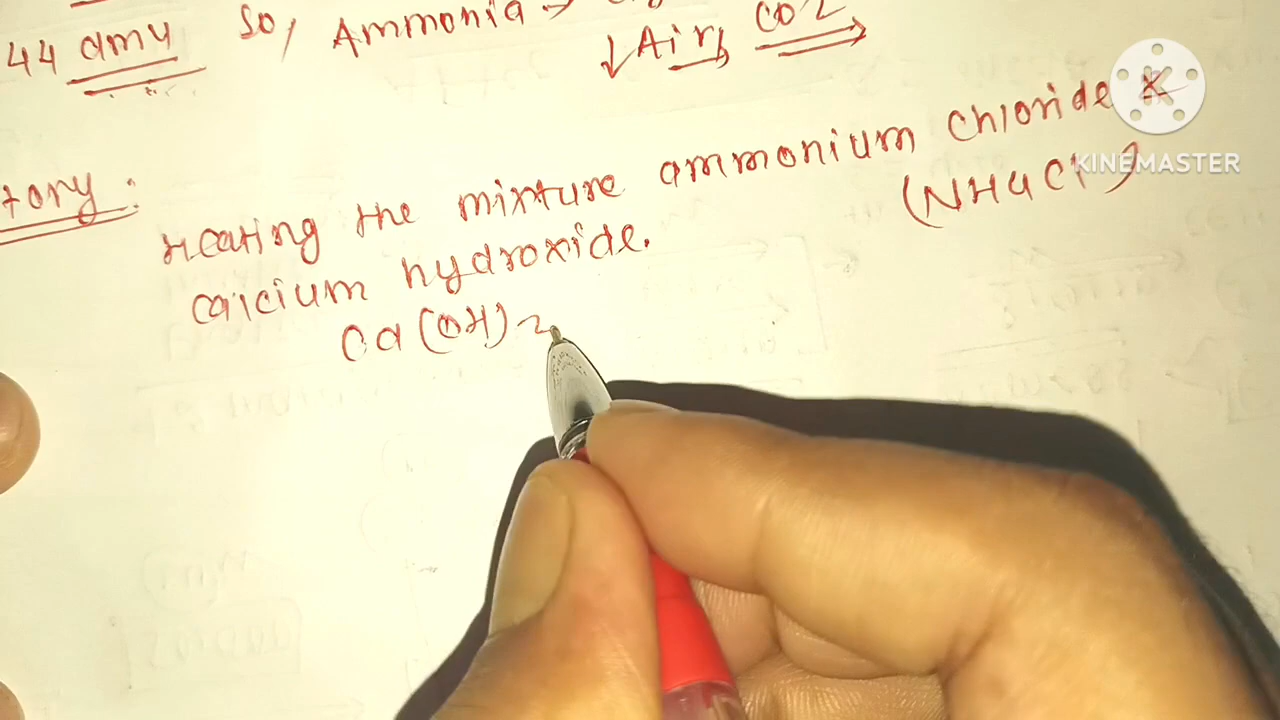 44 amu So, Ammonia →
↓ Air, CO2
tory:
Heating the mixture ammonium chloride &
(NH4Cl)
calcium hydroxide.
Ca(OH)2
KINEMASTER